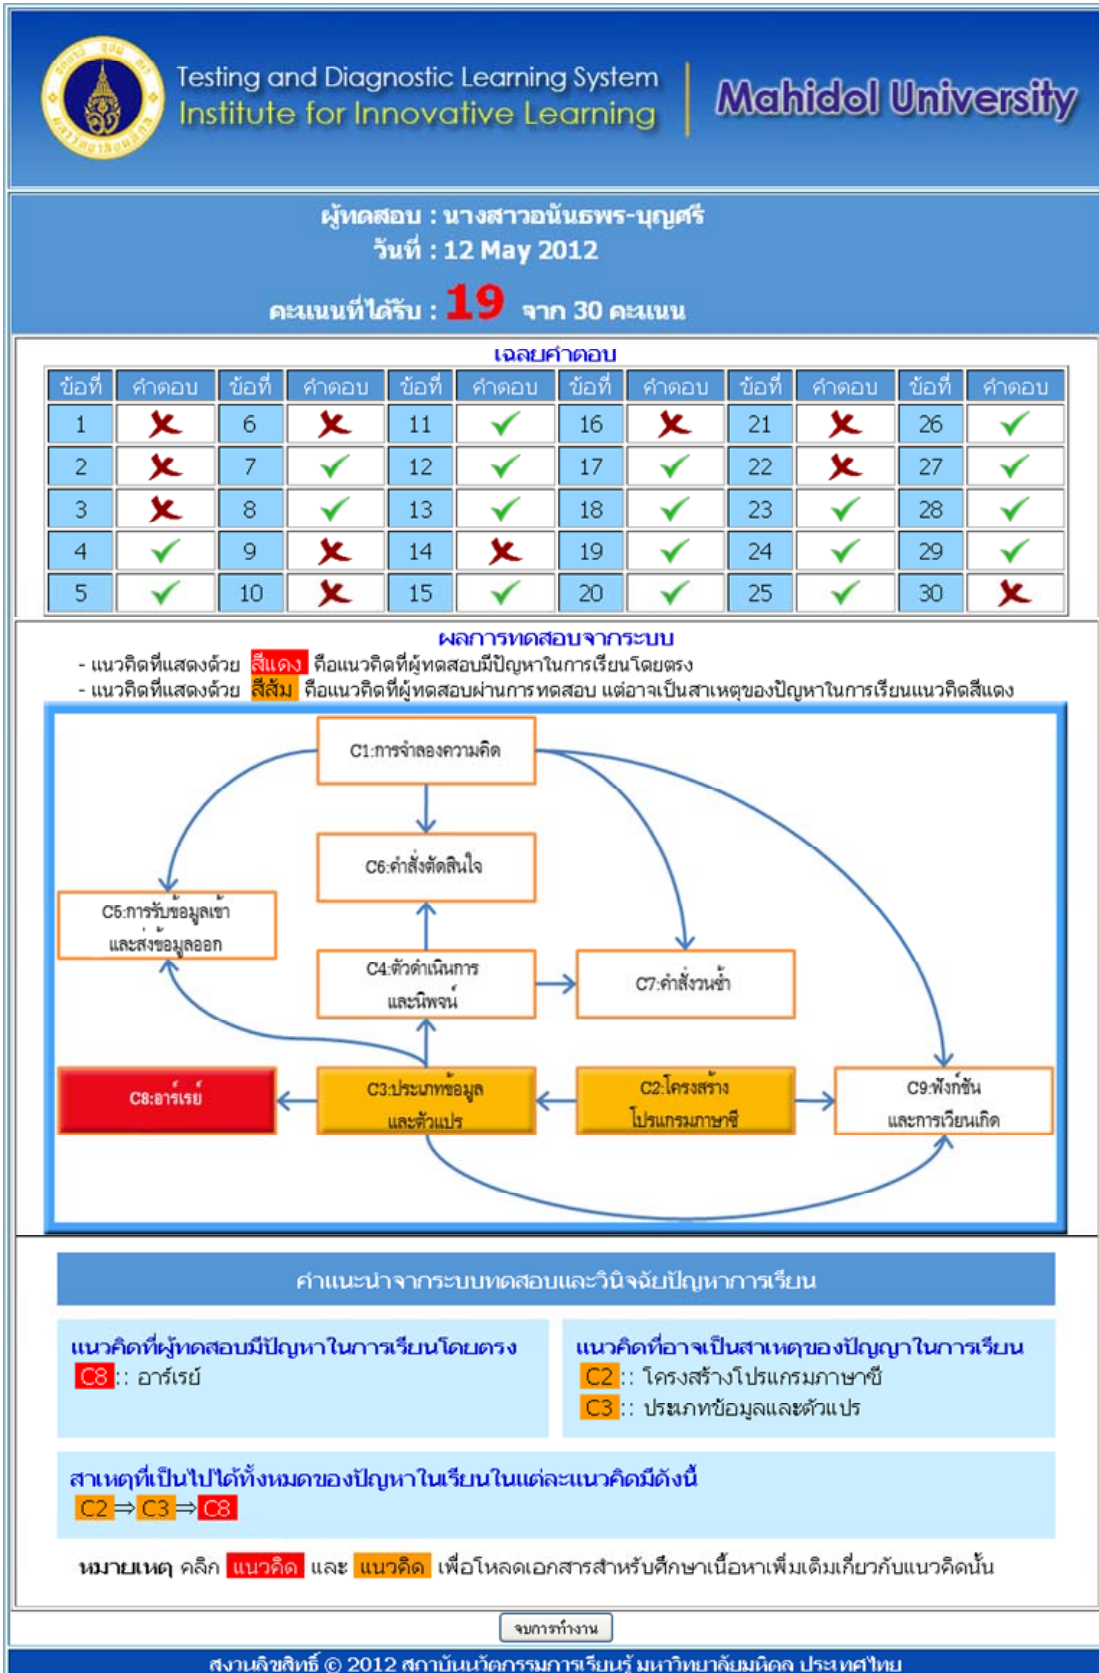 Testing and Diagnostic Learning System
Institute for Innovative Learning
Mahidol University
ผู้ทดสอบ : นางสาวอนันธพร-บุญศรี
วันที่ : 12 May 2012
คะแนนที่ได้รับ : 19 จาก 30 คะแนน
เฉลยคำตอบ
ข้อที่ คำตอบ ข้อที่ คำตอบ ข้อที่ คำตอบ ข้อที่ คำตอบ ข้อที่ คำตอบ ข้อที่ คำตอบ
1 ✗ 6 ✗ 11 ✓ 16 ✗ 21 ✗ 26 ✓
2 ✗ 7 ✓ 12 ✓ 17 ✓ 22 ✗ 27 ✓
3 ✗ 8 ✓ 13 ✓ 18 ✓ 23 ✓ 28 ✓
4 ✓ 9 ✗ 14 ✗ 19 ✓ 24 ✓ 29 ✓
5 ✓ 10 ✗ 15 ✓ 20 ✓ 25 ✓ 30 ✗
ผลการทดสอบจากระบบ
- แนวคิดที่แสดงด้วย สีแดง คือแนวคิดที่ผู้ทดสอบมีปัญหาในการเรียนโดยตรง
- แนวคิดที่แสดงด้วย สีส้ม คือแนวคิดที่ผู้ทดสอบผ่านการทดสอบ แต่อาจเป็นสาเหตุของปัญหาในการเรียนแนวคิดสีแดง
C1:การจำลองความคิด
C6:คำสั่งตัดสินใจ
C5:การรับข้อมูลเข้า
และส่งข้อมูลออก
C4:ตัวดำเนินการ
และนิพจน์
C7:คำสั่งวนซ้ำ
C8:อาร์เรย์
C3:ประเภทข้อมูล
และตัวแปร
C2:โครงสร้าง
โปรแกรมภาษาซี
C9:ฟังก์ชัน
และการเวียนเกิด
คำแนะนำจากระบบทดสอบและวินิจฉัยปัญหาการเรียน
แนวคิดที่ผู้ทดสอบมีปัญหาในการเรียนโดยตรง
C8 :: อาร์เรย์
แนวคิดที่อาจเป็นสาเหตุของปัญญาในการเรียน
C2 :: โครงสร้างโปรแกรมภาษาซี
C3 :: ประเภทข้อมูลและตัวแปร
สาเหตุที่เป็นไปได้ทั้งหมดของปัญหาในเรียนในแต่ละแนวคิดมีดังนี้
C2 ⇒ C3 ⇒ C8
หมายเหตุ คลิก แนวคิด และ แนวคิด เพื่อโหลดเอกสารสำหรับศึกษาเนื้อหาเพิ่มเติมเกี่ยวกับแนวคิดนั้น
จบการทำงาน
สงวนลิขสิทธิ์ © 2012 สถาบันนวัตกรรมการเรียนรู้ มหาวิทยาลัยมหิดล ประเทศไทย